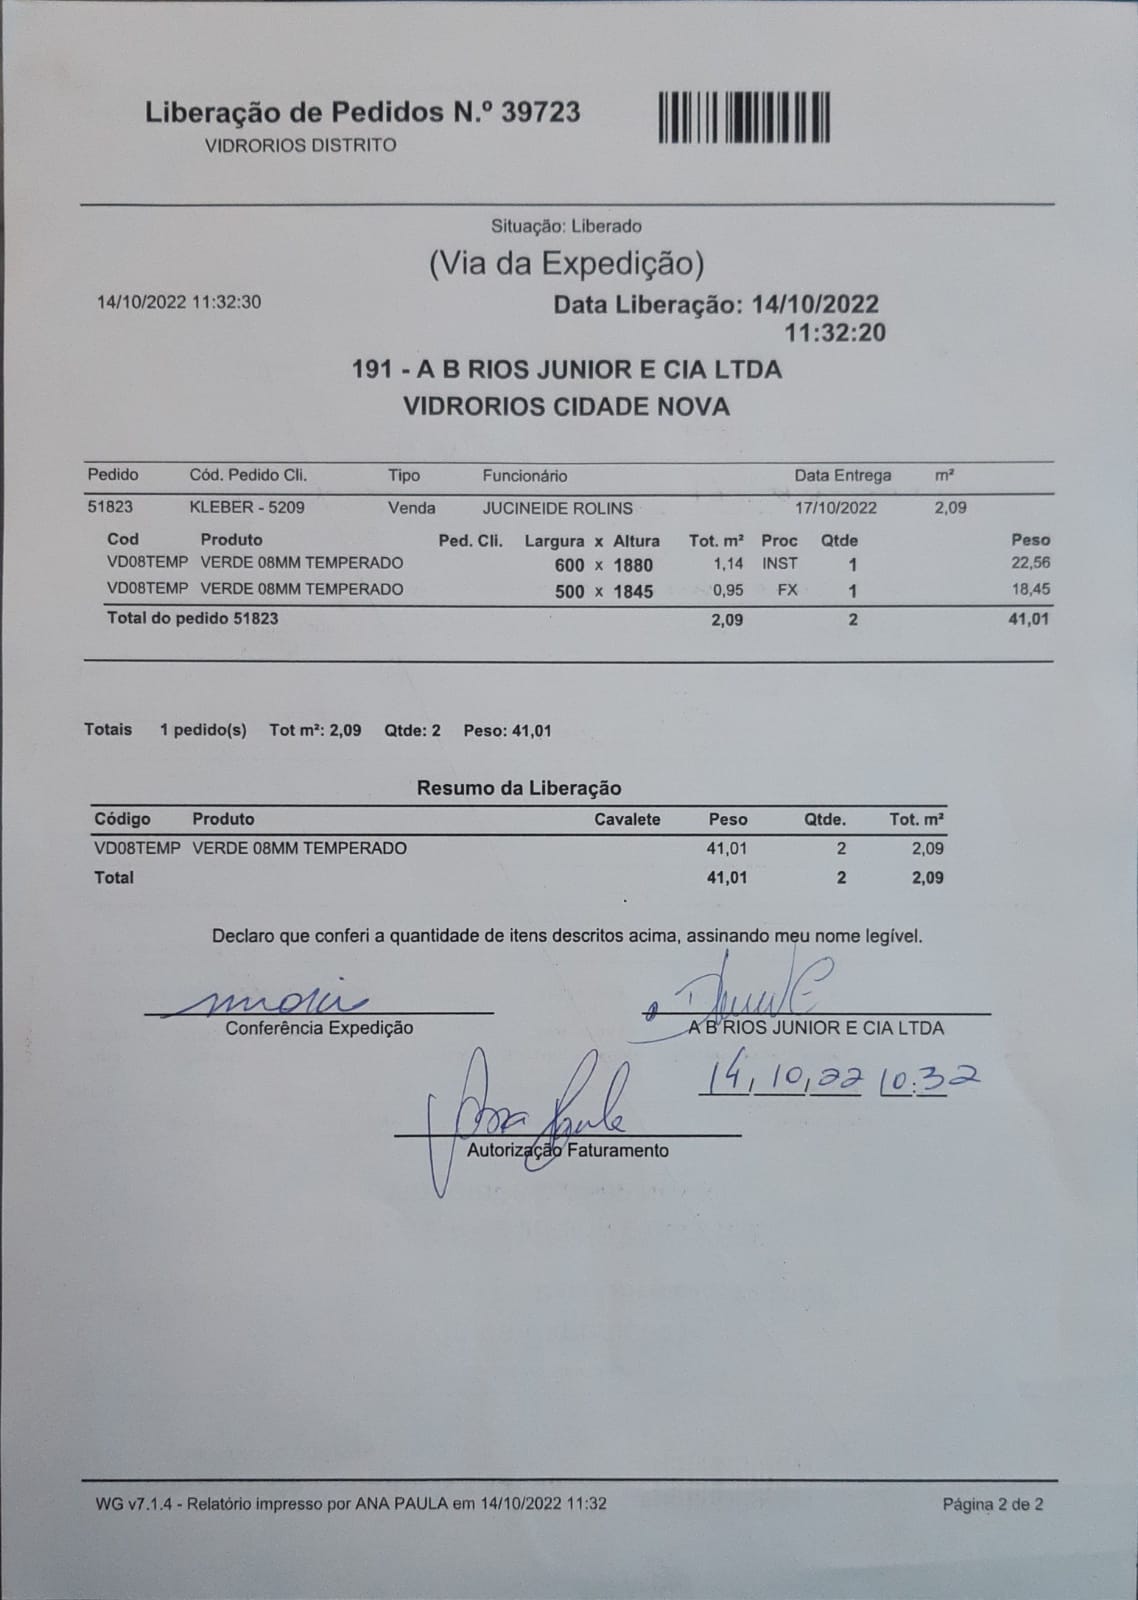 Liberação de Pedidos N.º 39723
VIDRORIOS DISTRITO
Situação: Liberado
(Via da Expedição)
14/10/2022 11:32:30 Data Liberação: 14/10/2022
11:32:20
191 - A B RIOS JUNIOR E CIA LTDA
VIDRORIOS CIDADE NOVA
Pedido Cód. Pedido Cli. Tipo Funcionário Data Entrega m²
51823 KLEBER - 5209 Venda JUCINEIDE ROLINS 17/10/2022 2,09
Cod Produto Ped. Cli. Largura x Altura Tot. m² Proc Qtde Peso
VD08TEMP VERDE 08MM TEMPERADO 600 x 1880 1,14 INST 1 22,56
VD08TEMP VERDE 08MM TEMPERADO 500 x 1845 0,95 FX 1 18,45
Total do pedido 51823 2,09 2 41,01
Totais 1 pedido(s) Tot m²: 2,09 Qtde: 2 Peso: 41,01
Resumo da Liberação
Código Produto Cavalete Peso Qtde. Tot. m²
VD08TEMP VERDE 08MM TEMPERADO 41,01 2 2,09
Total 41,01 2 2,09
Declaro que conferi a quantidade de itens descritos acima, assinando meu nome legível.
Conferência Expedição A B RIOS JUNIOR E CIA LTDA
14, 10, 22 10:32
Ana Paula
Autorização Faturamento
WG v7.1.4 - Relatório impresso por ANA PAULA em 14/10/2022 11:32 Página 2 de 2